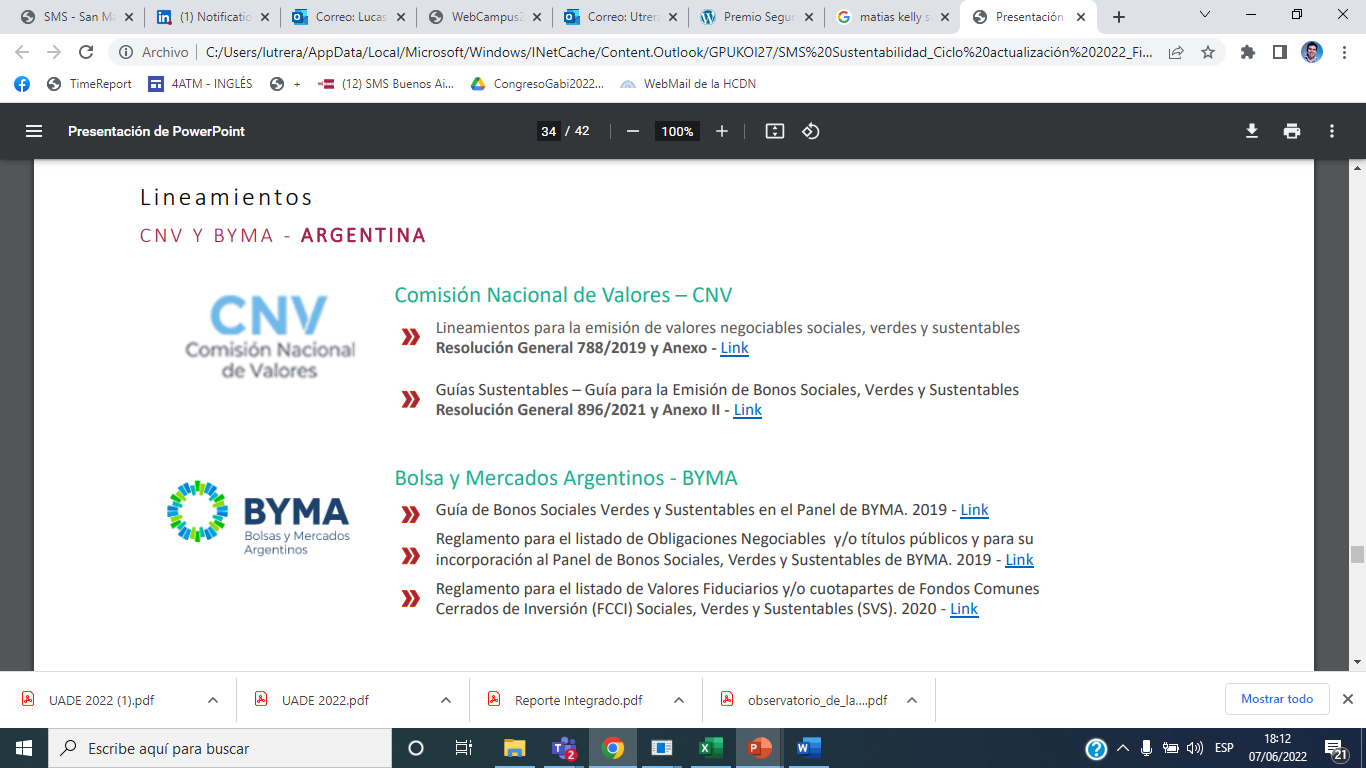 SMS - San Ma
(1) Notificatio
Correo: Lucas
WebCampus2
Correo: Utrera
Premio Segur
matias kelly s
Presentación
Archivo
C:/Users/lutrera/AppData/Local/Microsoft/Windows/INetCache/Content.Outlook/GPUKOI27/SMS%20Sustentabilidad_Ciclo%20actualización%202022_Fi...
TimeReport
4ATM - INGLÉS
+
(12) SMS Buenos Ai...
CongresoGabi2022...
WebMail de la HCDN
Presentación de PowerPoint
34 / 42
100%
Lineamientos
CNV Y BYMA - ARGENTINA
CNV
Comisión Nacional
de Valores
Comisión Nacional de Valores – CNV
Lineamientos para la emisión de valores negociables sociales, verdes y sustentables
Resolución General 788/2019 y Anexo - Link
Guías Sustentables – Guía para la Emisión de Bonos Sociales, Verdes y Sustentables
Resolución General 896/2021 y Anexo II - Link
BYMA
Bolsas y Mercados
Argentinos
Bolsa y Mercados Argentinos - BYMA
Guía de Bonos Sociales Verdes y Sustentables en el Panel de BYMA. 2019 - Link
Reglamento para el listado de Obligaciones Negociables y/o títulos públicos y para su
incorporación al Panel de Bonos Sociales, Verdes y Sustentables de BYMA. 2019 - Link
Reglamento para el listado de Valores Fiduciarios y/o cuotapartes de Fondos Comunes
Cerrados de Inversión (FCCI) Sociales, Verdes y Sustentables (SVS). 2020 - Link
UADE 2022 (1).pdf
UADE 2022.pdf
Reporte Integrado.pdf
observatorio_de_la....pdf
Mostrar todo
Escribe aquí para buscar
2
ESP
18:12
07/06/2022
21